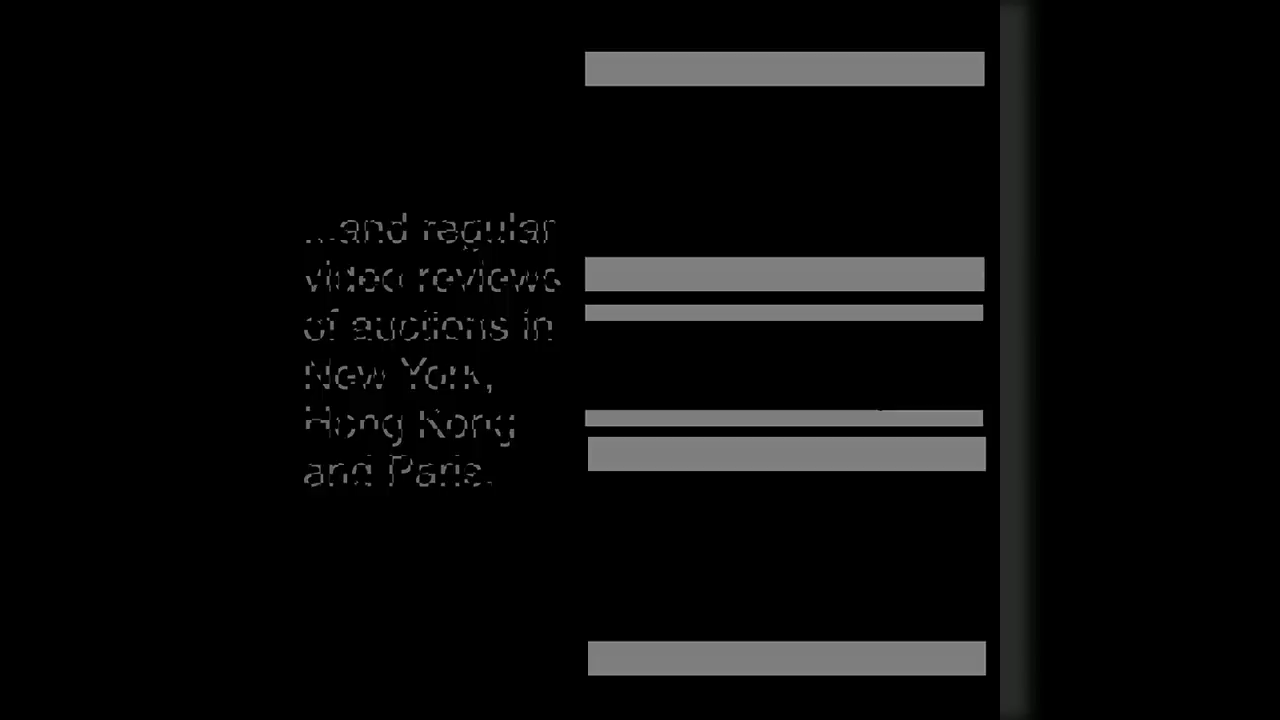 ...and regular
video reviews
of auctions in
New York,
Hong Kong
and Paris.